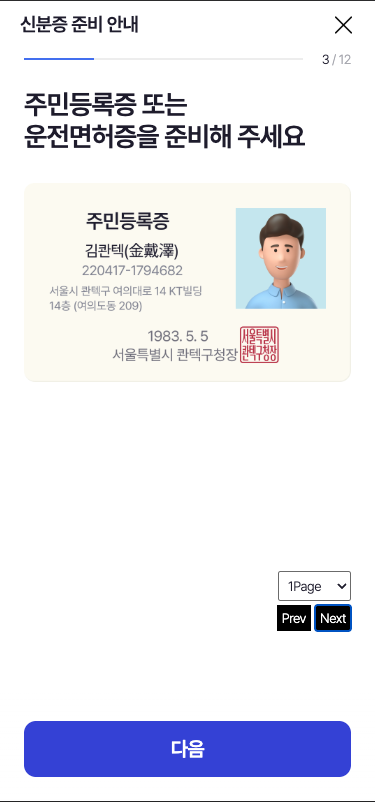 신분증 준비 안내
3 / 12
주민등록증 또는
운전면허증을 준비해 주세요
주민등록증
김콴텍(金戴澤)
220417-1794682
서울시 콴텍구 여의대로 14 KT빌딩
14층 (여의도동 209)
1983. 5. 5
서울특별시 콴텍구청장
서울특별시
콴텍구청장
1Page
Prev Next
다음